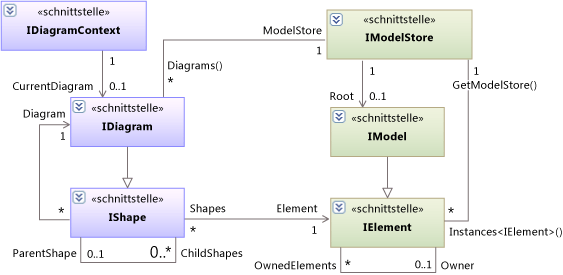 «schnittstelle»
IDiagramContext
«schnittstelle»
IModelStore
ModelStore
1
1
Diagrams()
*
1
1
GetModelStore()
CurrentDiagram
0..1
Root
0..1
Diagram
1
«schnittstelle»
IDiagram
«schnittstelle»
IModel
«schnittstelle»
IShape
*
Shapes
*
Element
1
«schnittstelle»
IElement
*
Instances<IElement>()
ParentShape
0..1
0..*
ChildShapes
OwnedElements
*
0..1
Owner